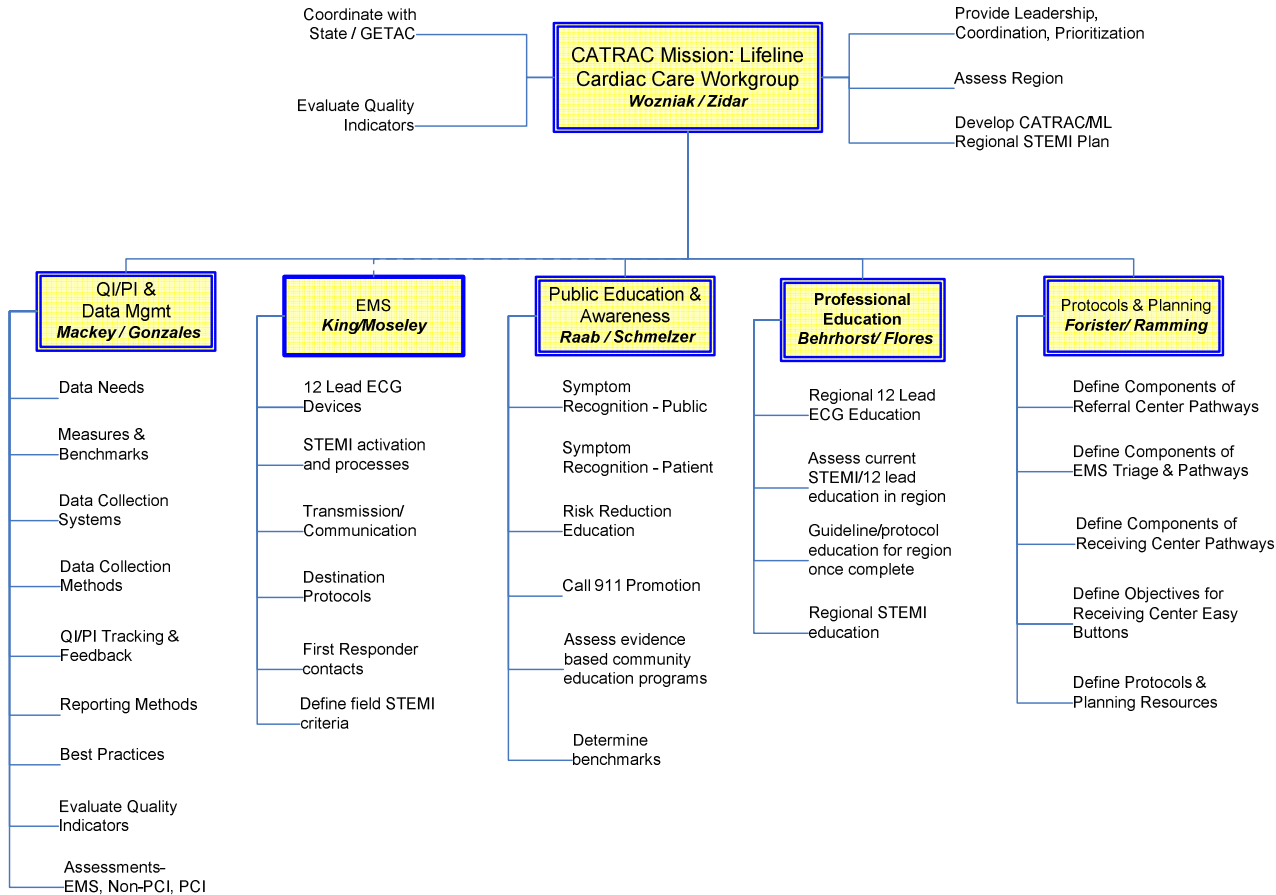 Coordinate with
State / GETAC
Evaluate Quality
Indicators
CATRAC Mission: Lifeline
Cardiac Care Workgroup
Wozniak / Zidar
Provide Leadership,
Coordination, Prioritization
Assess Region
Develop CATRAC/ML
Regional STEMI Plan
QI/PI &
Data Mgmt
Mackey / Gonzales
Data Needs
Measures &
Benchmarks
Data Collection
Systems
Data Collection
Methods
QI/PI Tracking &
Feedback
Reporting Methods
Best Practices
Evaluate Quality
Indicators
Assessments-
EMS, Non-PCI, PCI
EMS
King/Moseley
12 Lead ECG
Devices
STEMI activation
and processes
Transmission/
Communication
Destination
Protocols
First Responder
contacts
Define field STEMI
criteria
Public Education &
Awareness
Raab / Schmelzer
Symptom
Recognition - Public
Symptom
Recognition - Patient
Risk Reduction
Education
Call 911 Promotion
Assess evidence
based community
education programs
Determine
benchmarks
Professional
Education
Behrhorst/ Flores
Regional 12 Lead
ECG Education
Assess current
STEMI/12 lead
education in region
Guideline/protocol
education for region
once complete
Regional STEMI
education
Protocols & Planning
Forister/ Ramming
Define Components of
Referral Center Pathways
Define Components of
EMS Triage & Pathways
Define Components of
Receiving Center Pathways
Define Objectives for
Receiving Center Easy
Buttons
Define Protocols &
Planning Resources